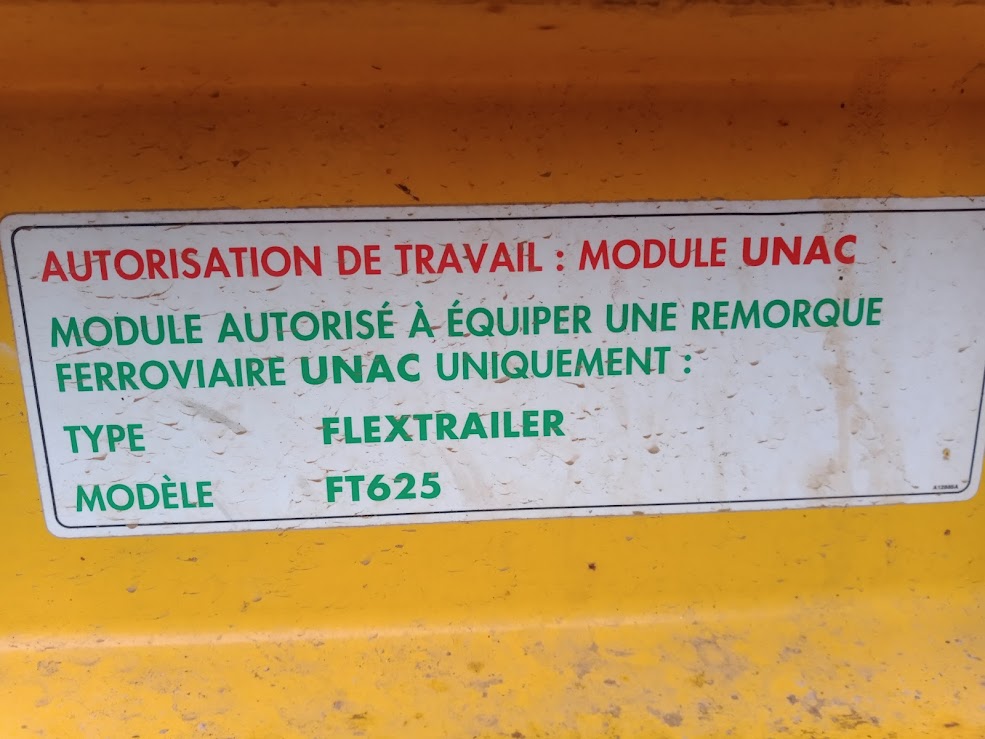 AUTORISATION DE TRAVAIL : MODULE UNAC
MODULE AUTORISÉ À ÉQUIPER UNE REMORQUE
FERROVIAIRE UNAC UNIQUEMENT :
TYPE FLEXTRAILER
MODÈLE FT625